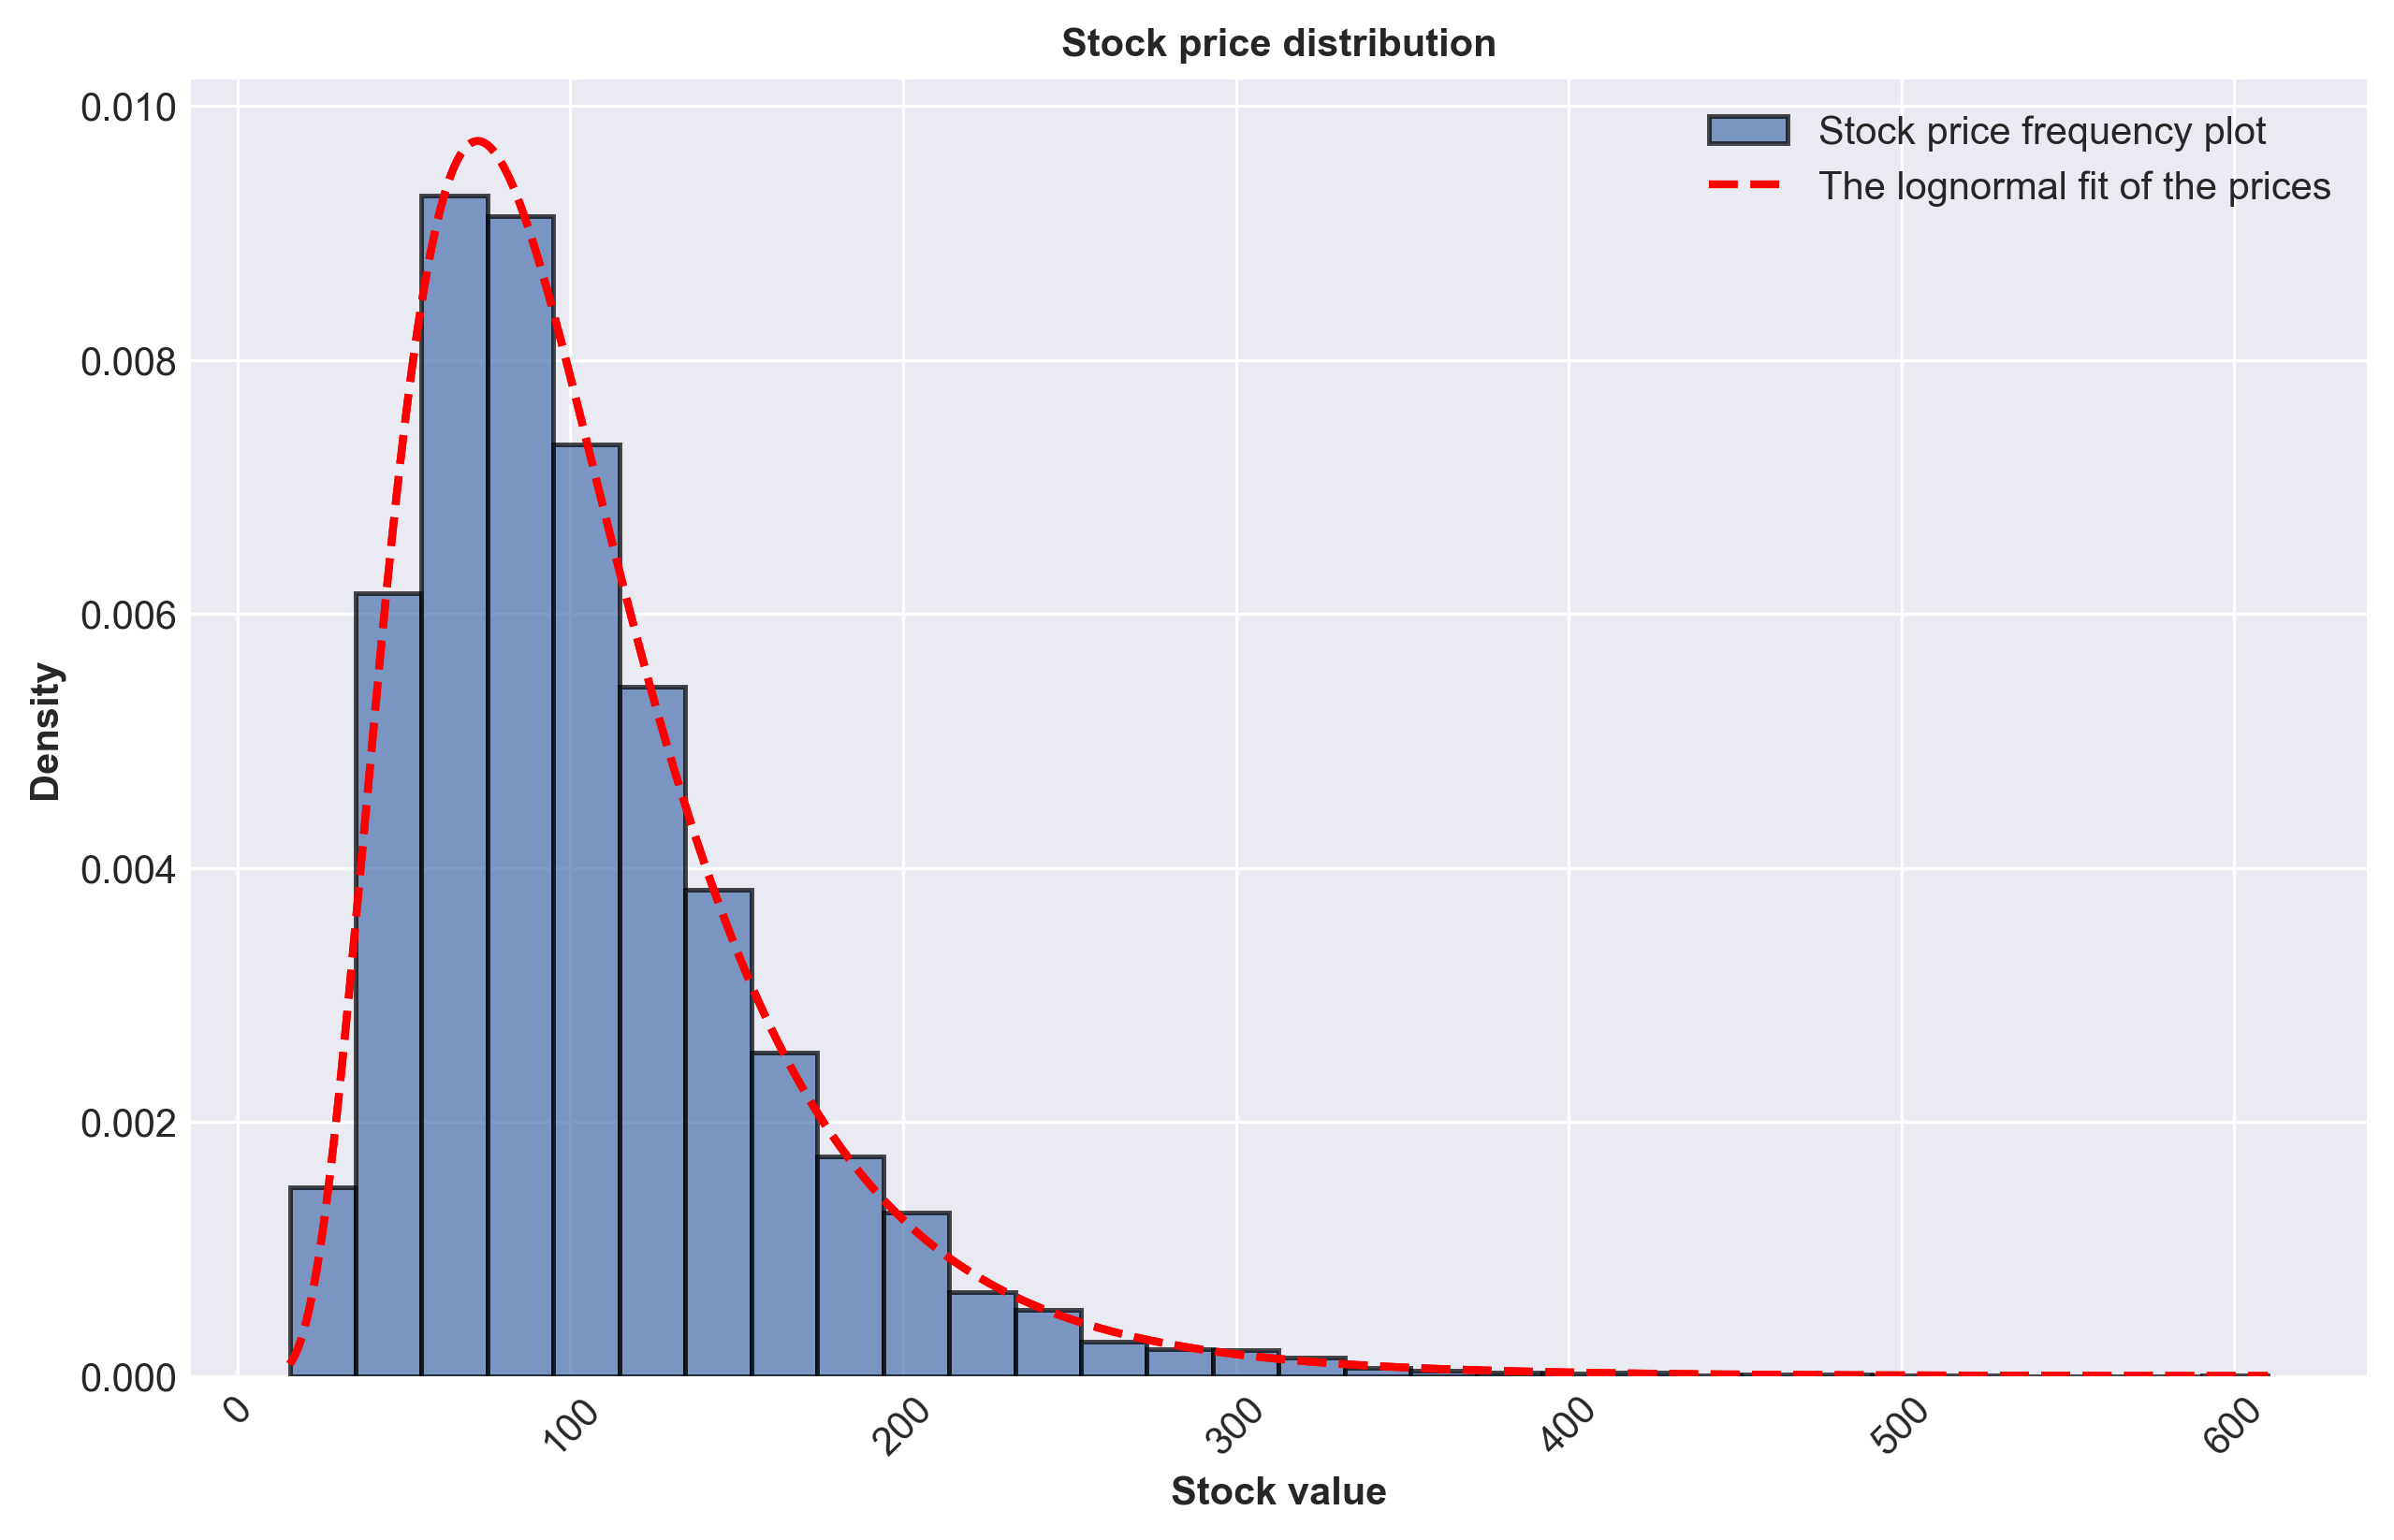 Stock price distribution
Stock price frequency plot
The lognormal fit of the prices
0.010
0.008
0.006
0.004
0.002
0.000
Density
0
100
200
300
400
500
600
Stock value